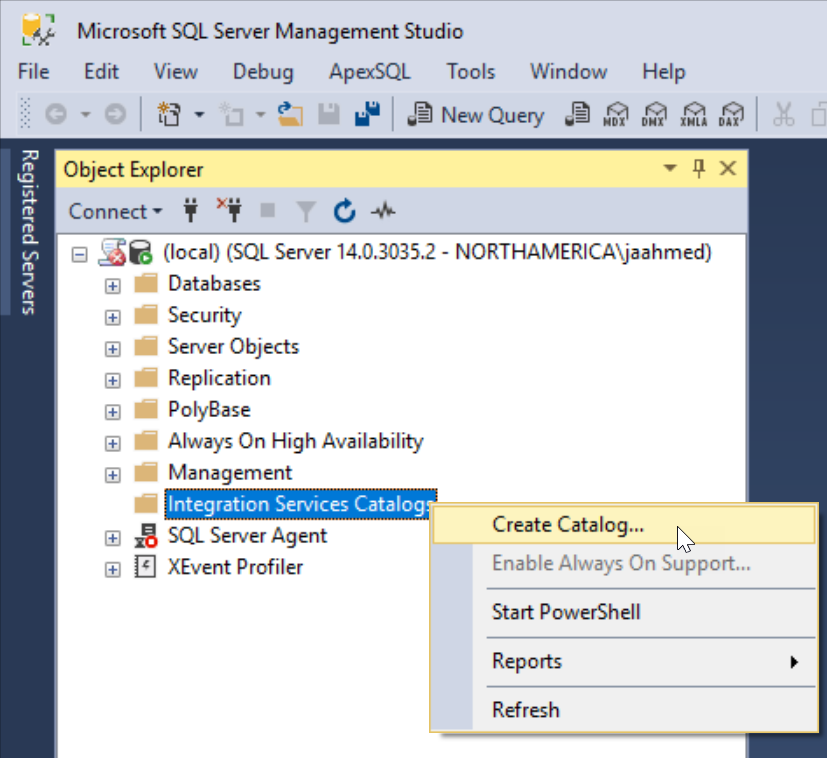 Microsoft SQL Server Management Studio
File Edit View Debug ApexSQL Tools Window Help
New Query MDX DMX XMLA DAX
Registered Servers
Object Explorer
Connect
(local) (SQL Server 14.0.3035.2 - NORTHAMERICA\jaahmed)
Databases
Security
Server Objects
Replication
PolyBase
Always On High Availability
Management
Integration Services Catalogs
SQL Server Agent
XEvent Profiler
Create Catalog...
Enable Always On Support...
Start PowerShell
Reports
Refresh